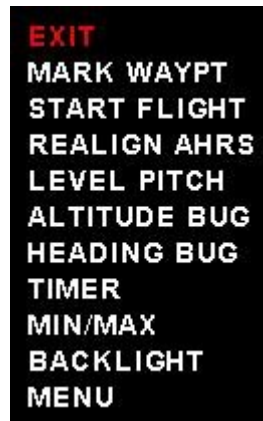 EXIT
MARK WAYPT
START FLIGHT
REALIGN AHRS
LEVEL PITCH
ALTITUDE BUG
HEADING BUG
TIMER
MIN/MAX
BACKLIGHT
MENU